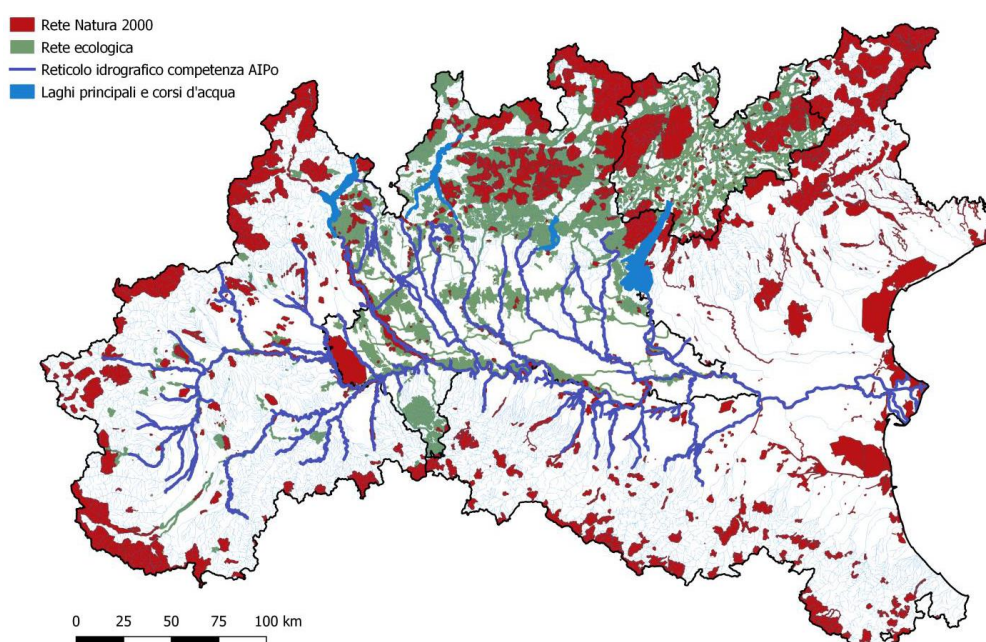 Rete Natura 2000
Rete ecologica
Reticolo idrografico competenza AIPo
Laghi principali e corsi d'acqua
0 25 50 75 100 km